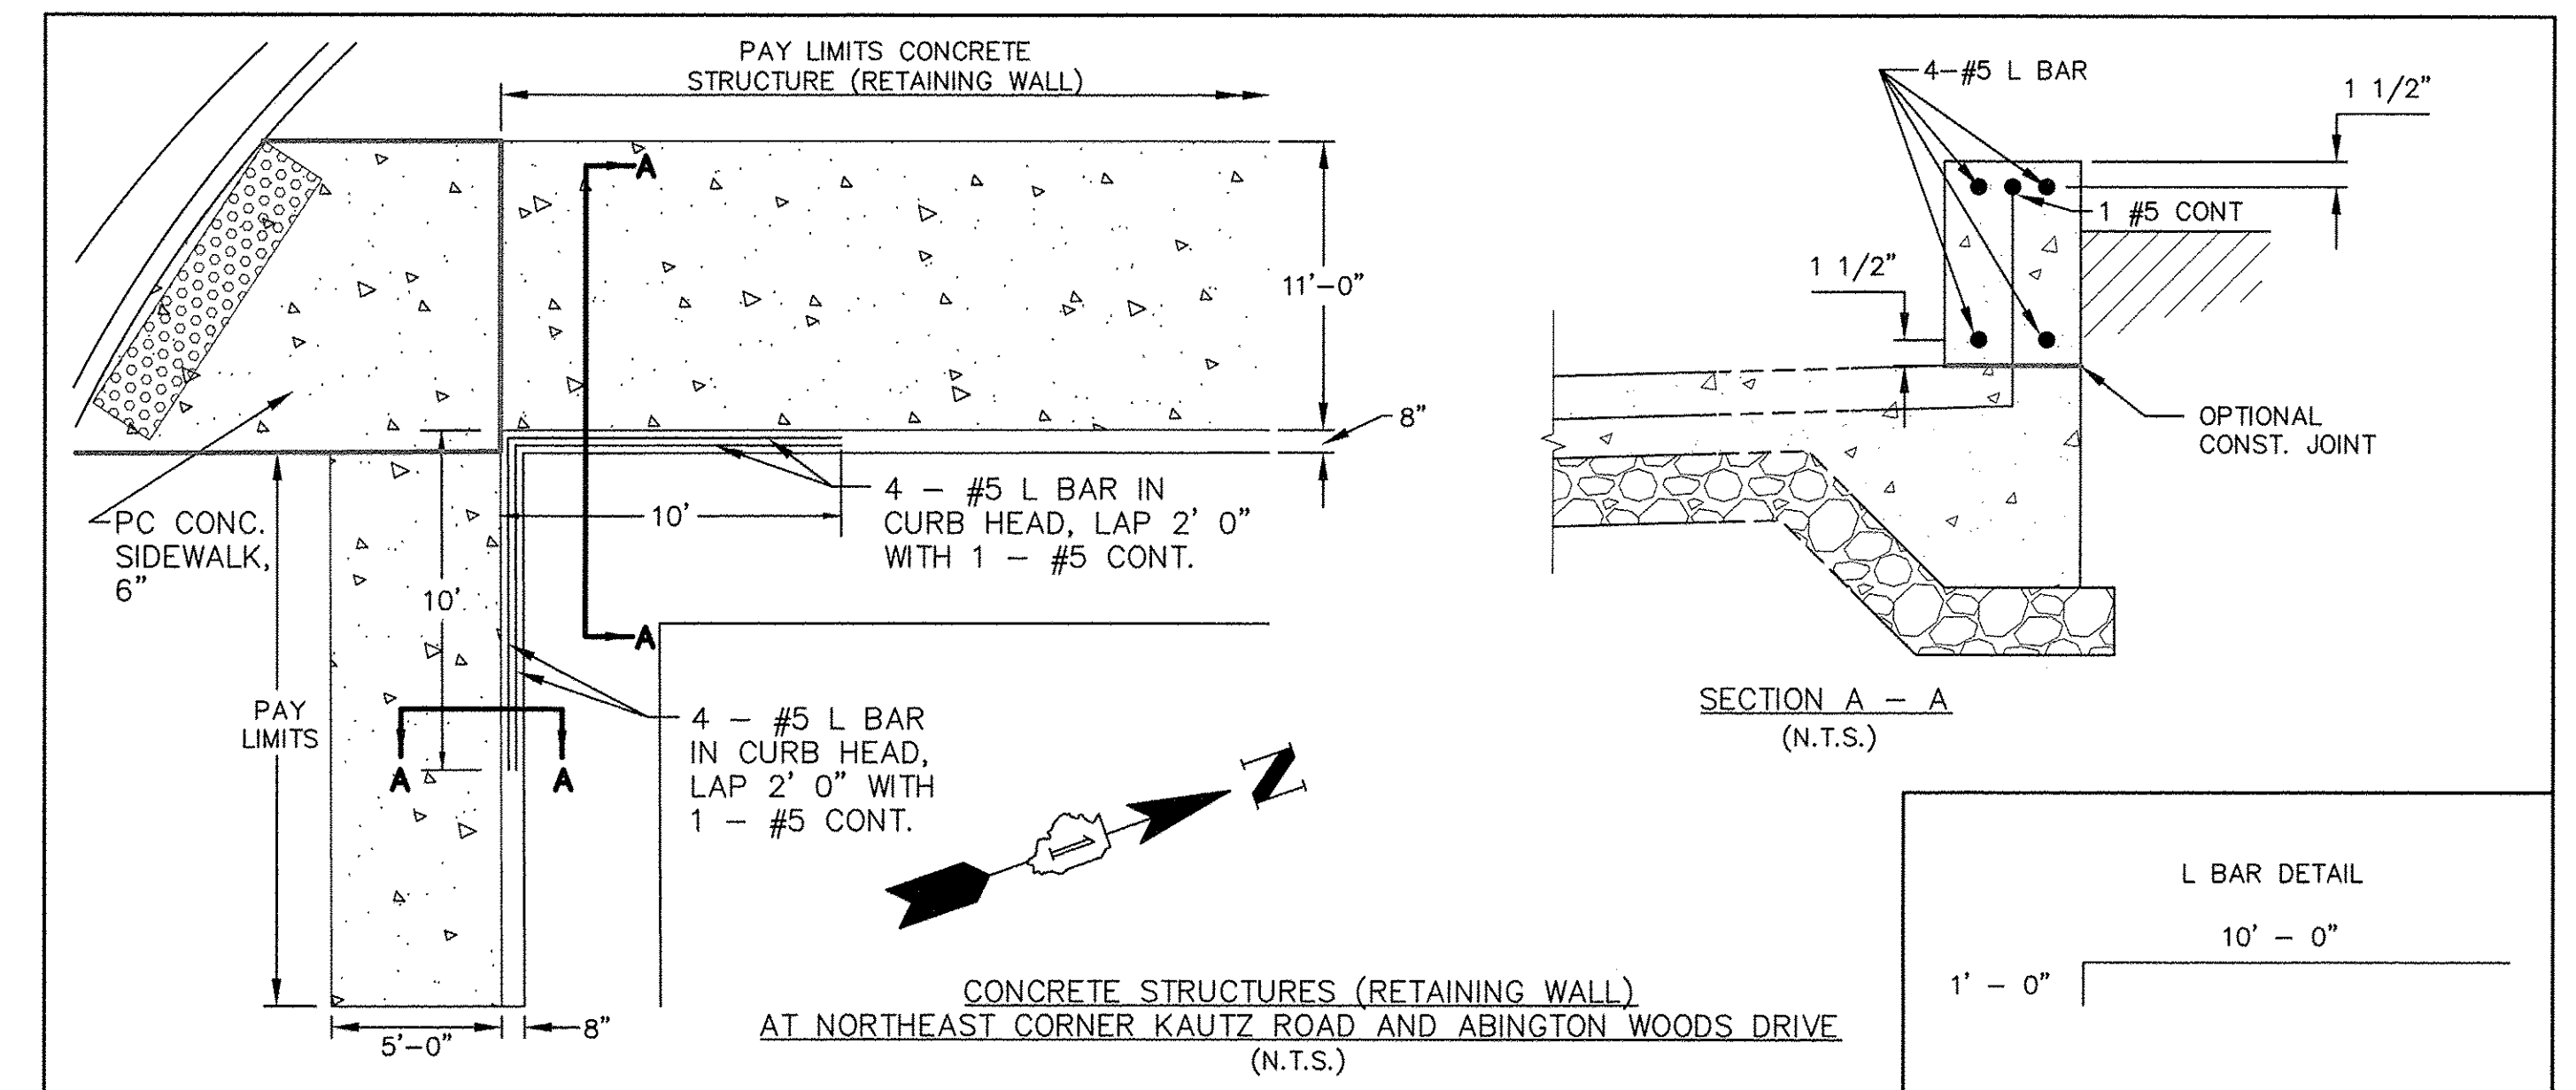 PAY LIMITS CONCRETE
STRUCTURE (RETAINING WALL)
A
11'-0"
8"
4 - #5 L BAR IN
CURB HEAD, LAP 2' 0"
WITH 1 - #5 CONT.
10'
PC CONC.
SIDEWALK,
6"
10'
A
PAY
LIMITS
4 - #5 L BAR
IN CURB HEAD,
LAP 2' 0" WITH
1 - #5 CONT.
A
A
5'-0"
8"
N
1
4-#5 L BAR
1 1/2"
1 #5 CONT
1 1/2"
OPTIONAL
CONST. JOINT
SECTION A - A
(N.T.S.)
L BAR DETAIL
10' - 0"
1' - 0"
CONCRETE STRUCTURES (RETAINING WALL)
AT NORTHEAST CORNER KAUTZ ROAD AND ABINGTON WOODS DRIVE
(N.T.S.)